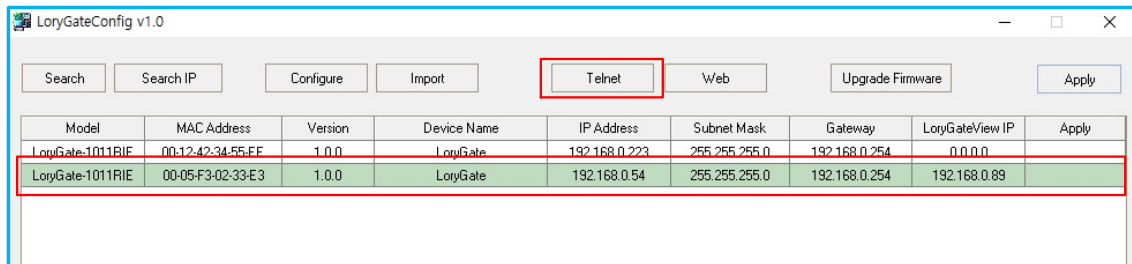 LoryGateConfig v1.0
Search Search IP Configure Import Telnet Web Upgrade Firmware Apply
Model MAC Address Version Device Name IP Address Subnet Mask Gateway LoryGateView IP Apply
LoryGate-1011RIE 00-12-42-34-55-FF 1.0.0 LoryGate 192.168.0.223 255.255.255.0 192.168.0.254 0.0.0.0
LoryGate-1011RIE 00-05-F3-02-33-E3 1.0.0 LoryGate 192.168.0.54 255.255.255.0 192.168.0.254 192.168.0.89